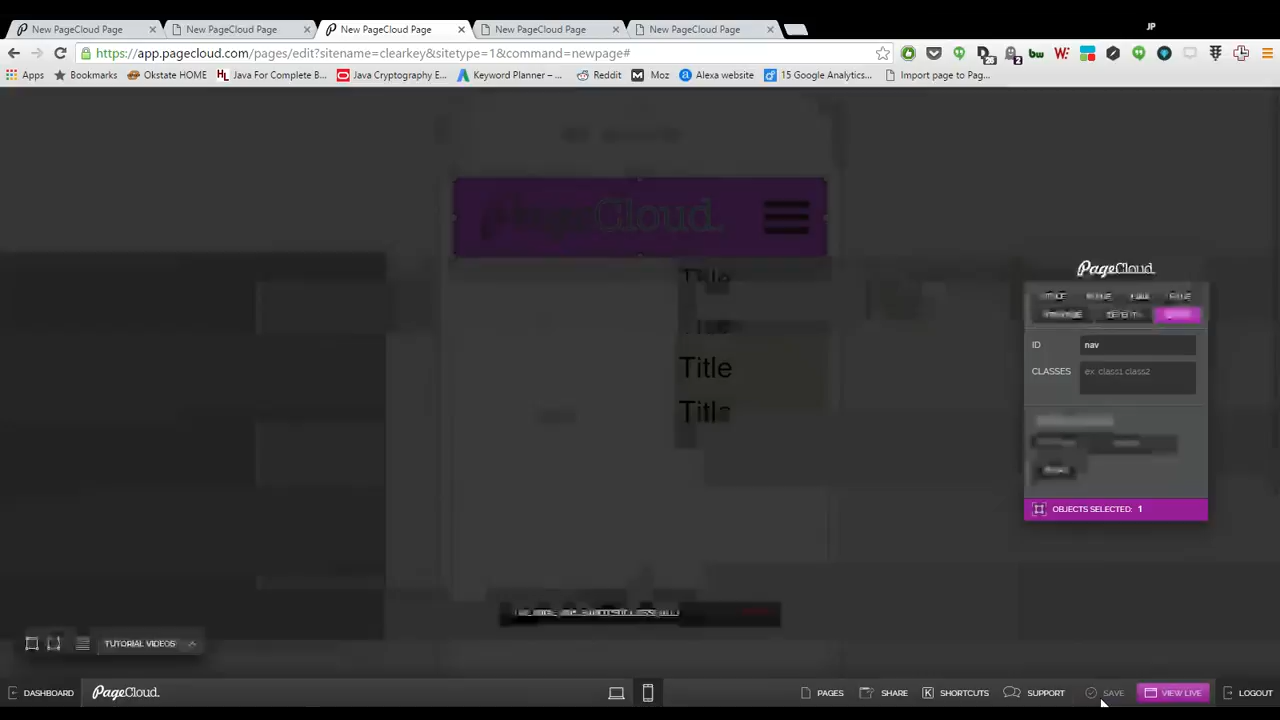 New PageCloud Page
New PageCloud Page
New PageCloud Page
New PageCloud Page
New PageCloud Page
JP
https://app.pagecloud.com/pages/edit?sitename=clearkey&sitetype=1&command=newpage#
Apps
Bookmarks
Okstate HOME
Java For Complete B...
Java Cryptography E...
Keyword Planner – ...
Reddit
Moz
Alexa website
15 Google Analytics...
Import page to Pag...
PageCloud.
Title
Title
Title
Title
PageCloud.
ID
nav
CLASSES
ex. class1 class2
OBJECTS SELECTED: 1
TUTORIAL VIDEOS
DASHBOARD
PageCloud.
PAGES
SHARE
SHORTCUTS
SUPPORT
SAVE
VIEW LIVE
LOGOUT